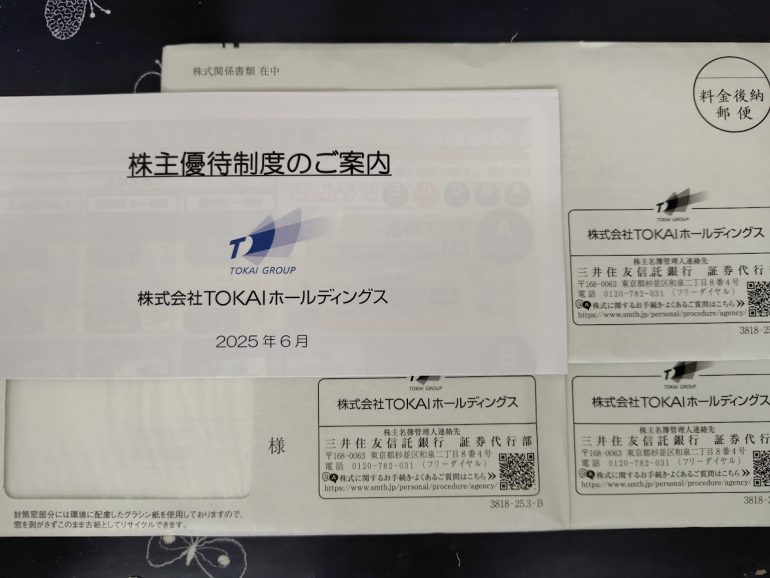 株式関係書類 在中
料金後納
郵便
株主優待制度のご案内
TOKAI GROUP
株式会社TOKAIホールディングス
2025年6月
TOKAI GROUP
株式会社TOKAIホールディングス
株主名簿管理人連絡先
三井住友信託銀行 証券代行
〒168-0063 東京都杉並区和泉二丁目8番4号
電話 0120-782-031 (フリーダイヤル)
Q&A 株式に関するお手続き・よくあるご質問はこちら
https://www.smtb.jp/personal/procedure/agency/
3818-25.3
様
TOKAI GROUP
株式会社TOKAIホールディングス
株主名簿管理人連絡先
三井住友信託銀行 証券代行部
〒168-0063 東京都杉並区和泉二丁目8番4号
電話 0120-782-031 (フリーダイヤル)
Q&A 株式に関するお手続き・よくあるご質問はこちら
https://www.smtb.jp/personal/procedure/agency/
3818-25.3-B
TOKAI GROUP
株式会社TOKAIホールディングス
株主名簿管理人連絡先
三井住友信託銀行 証券代行
〒168-0063 東京都杉並区和泉二丁目8番4号
電話 0120-782-031 (フリーダイヤル)
Q&A 株式に関するお手続き・よくあるご質問はこちら
https://www.smtb.jp/personal/procedure/agency/
3818-25.3
封筒窓部分には環境に配慮したグラシン紙を使用しておりますので、
窓を剥がさずこのまま古紙としてリサイクルできます。